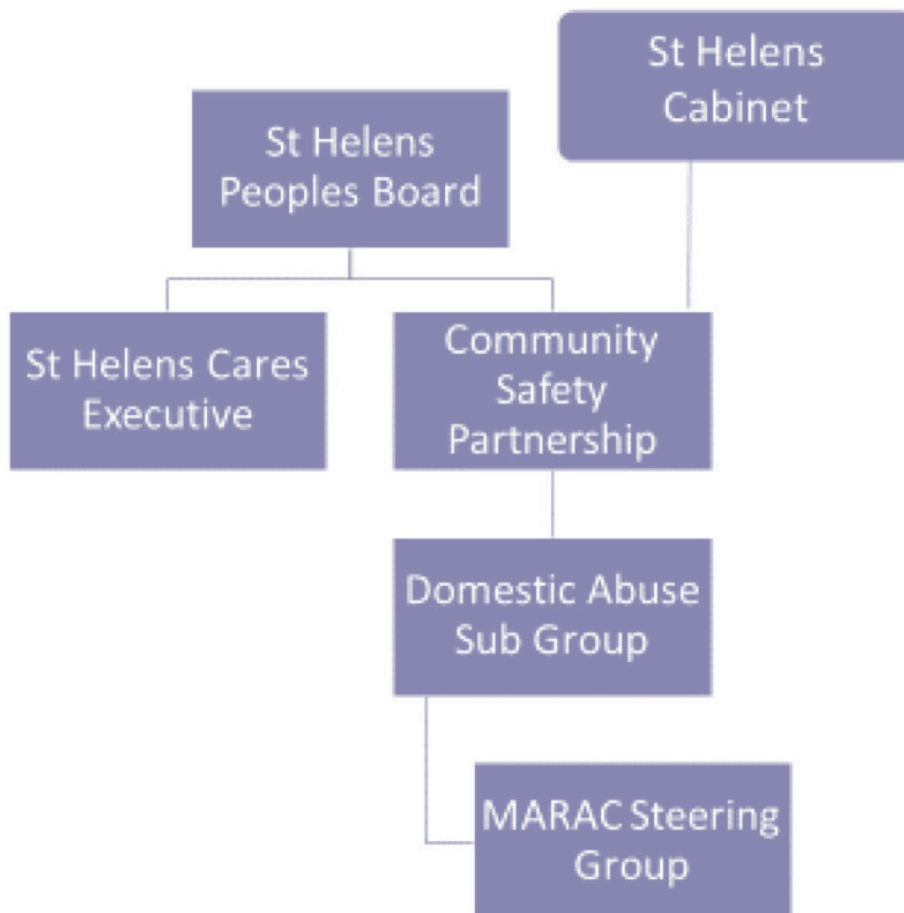 St Helens
Cabinet
St Helens
Peoples Board
St Helens Cares
Executive
Community
Safety
Partnership
Domestic Abuse
Sub Group
MARAC Steering
Group